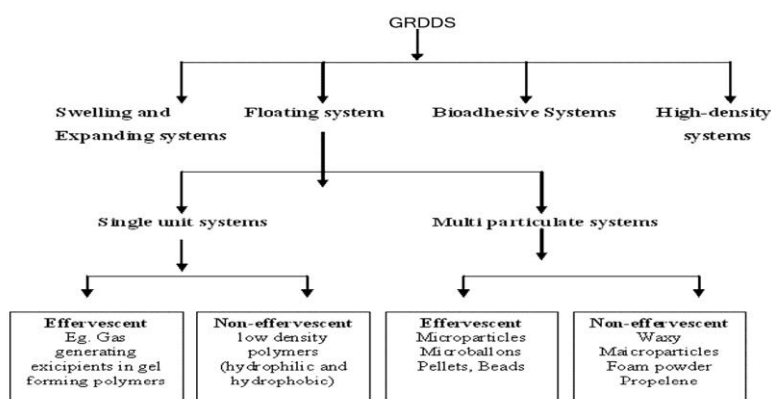 GRDDS
Swelling and
Expanding systems
Floating system
Bioadhesive Systems
High-density
systems
Single unit systems
Multi particulate systems
Effervescent
Eg. Gas
generating
exicipients in gel
forming polymers
Non-effervescent
low density
polymers
(hydrophilic and
hydrophobic)
Effervescent
Microparticles
Microballons
Pellets, Beads
Non-effervescent
Waxy
Maicroparticles
Foam powder
Propelene